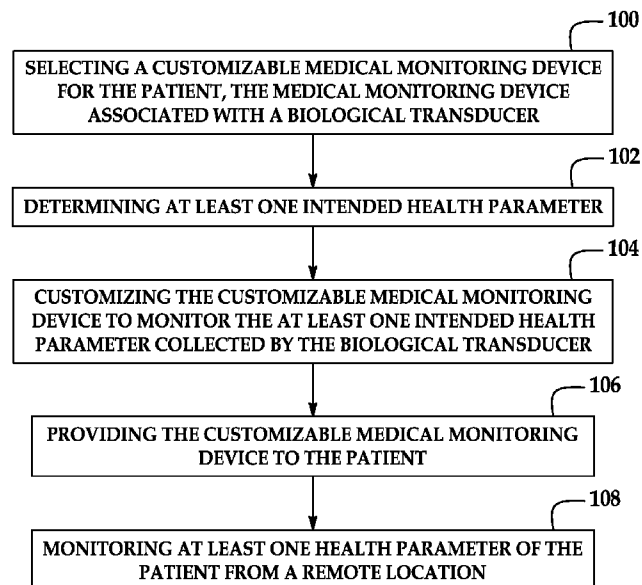 100
SELECTING A CUSTOMIZABLE MEDICAL MONITORING DEVICE
FOR THE PATIENT, THE MEDICAL MONITORING DEVICE
ASSOCIATED WITH A BIOLOGICAL TRANSDUCER
102
DETERMINING AT LEAST ONE INTENDED HEALTH PARAMETER
104
CUSTOMIZING THE CUSTOMIZABLE MEDICAL MONITORING
DEVICE TO MONITOR THE AT LEAST ONE INTENDED HEALTH
PARAMETER COLLECTED BY THE BIOLOGICAL TRANSDUCER
106
PROVIDING THE CUSTOMIZABLE MEDICAL MONITORING
DEVICE TO THE PATIENT
108
MONITORING AT LEAST ONE HEALTH PARAMETER OF THE
PATIENT FROM A REMOTE LOCATION